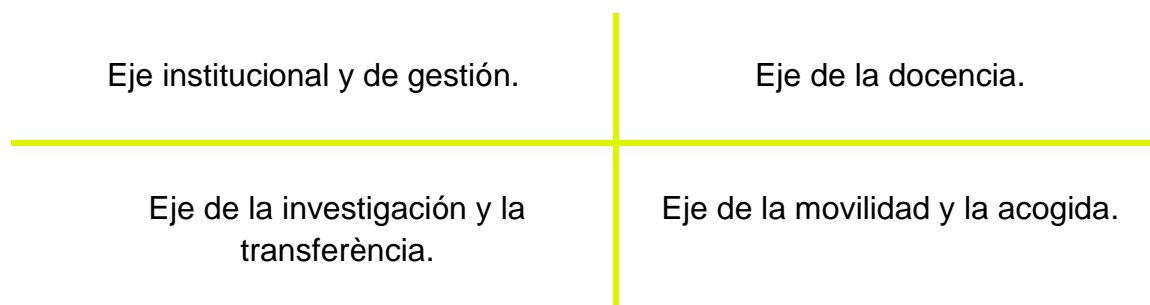 Eje institucional y de gestión.
Eje de la docencia.
Eje de la investigación y la
transferència.
Eje de la movilidad y la acogida.